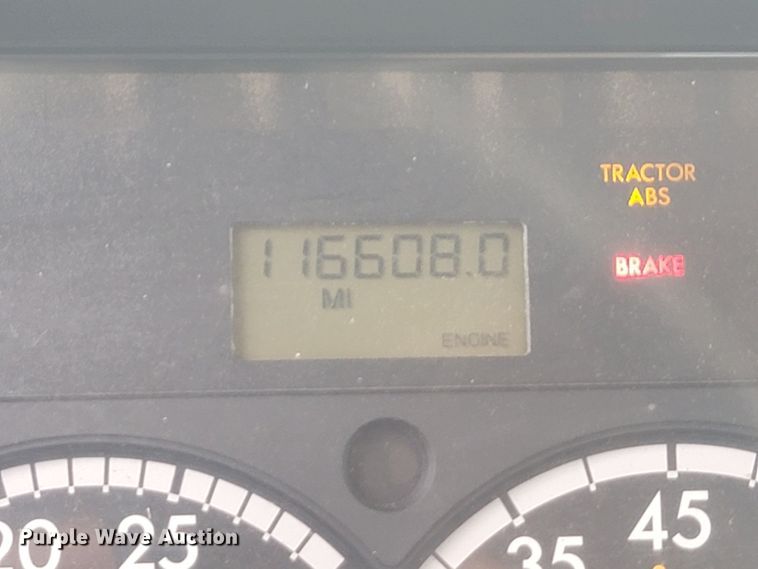 TRACTOR
ABS
116608.0
BRAKE
MI
ENGINE
45
20
25
35
Purple Wave Auction